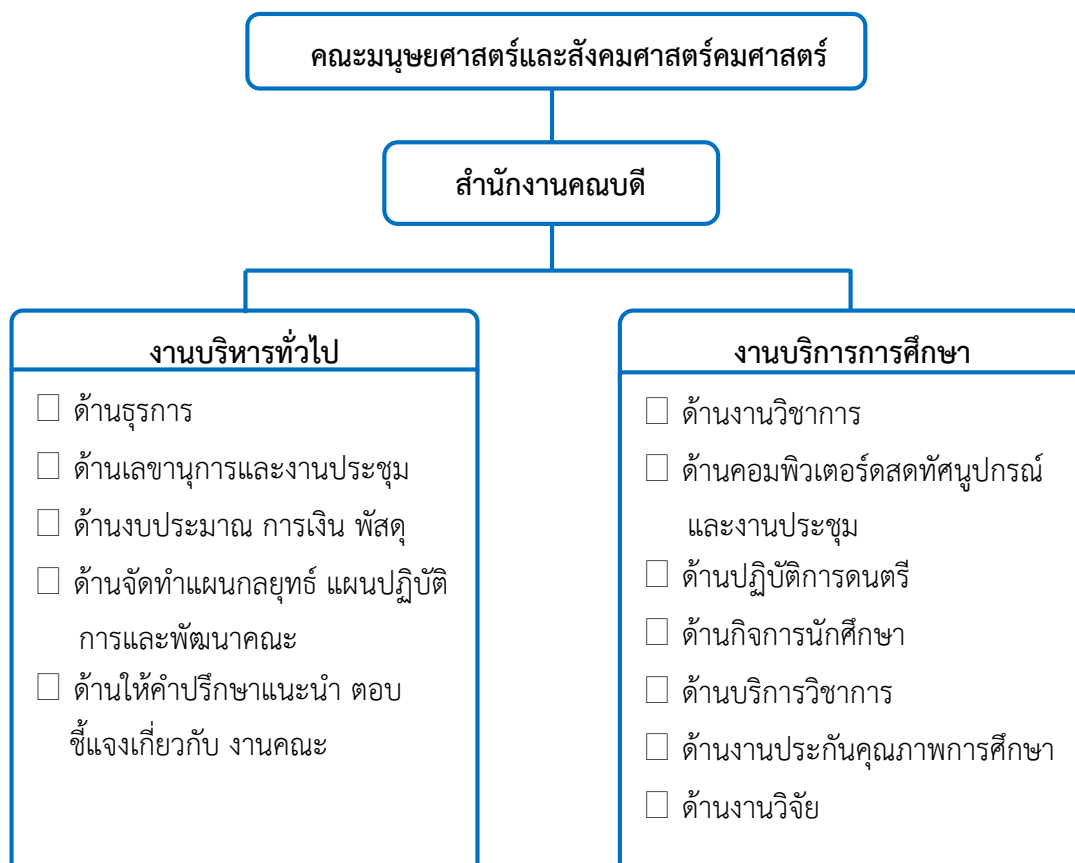 คณะมนุษยศาสตร์และสังคมศาสตร์คมศาสตร์
สำนักงานคณบดี
งานบริหารทั่วไป
☐ ด้านธุรการ
☐ ด้านเลขานุการและงานประชุม
☐ ด้านงบประมาณ การเงิน พัสดุ
☐ ด้านจัดทำแผนกลยุทธ์ แผนปฏิบัติ
การและพัฒนาคณะ
☐ ด้านให้คำปรึกษาแนะนำ ตอบ
ชี้แจงเกี่ยวกับ งานคณะ
งานบริการการศึกษา
☐ ด้านงานวิชาการ
☐ ด้านคอมพิวเตอร์ดสดทัศนูปกรณ์
และงานประชุม
☐ ด้านปฏิบัติการดนตรี
☐ ด้านกิจการนักศึกษา
☐ ด้านบริการวิชาการ
☐ ด้านงานประกันคุณภาพการศึกษา
☐ ด้านงานวิจัย